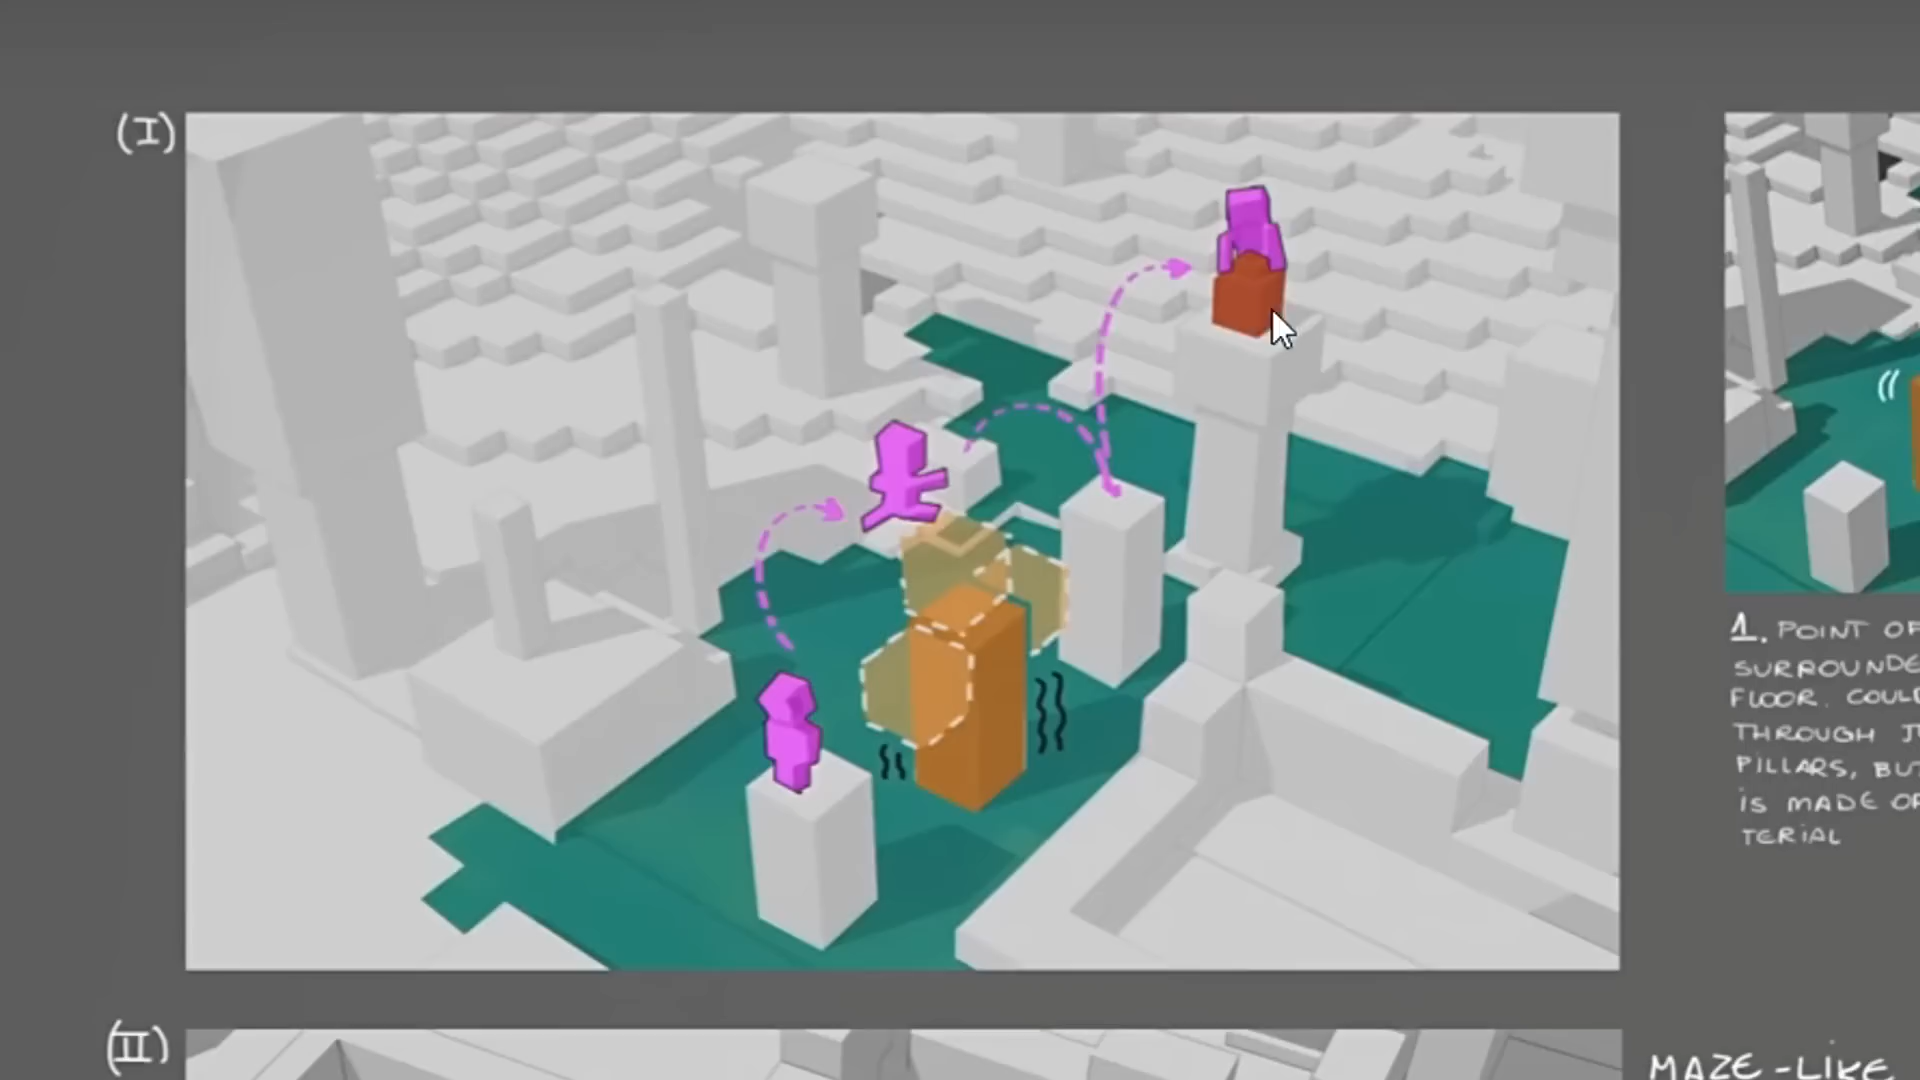 (I)
1. POINT OF
SURROUNDE
FLOOR. COUL
THROUGH
PILLARS, BU
IS MADE OF
TERIAL
(II)
MAZE-LIKE